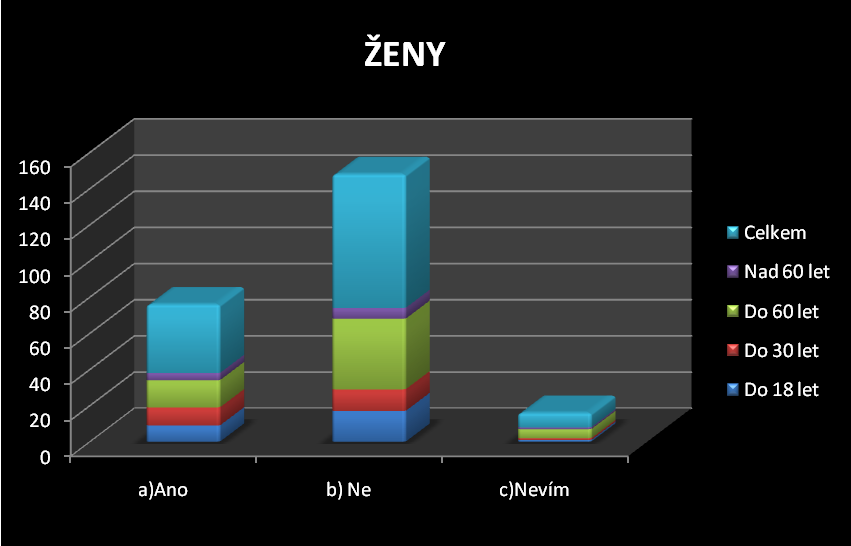 ŽENY
160
140
120
100
80
60
40
20
0
a)Ano
b) Ne
c)Nevím
Celkem
Nad 60 let
Do 60 let
Do 30 let
Do 18 let